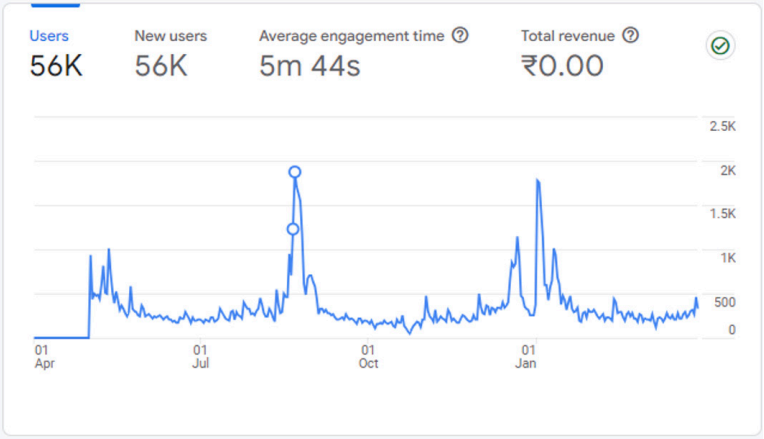 Users New users Average engagement time Total revenue
56K 56K 5m 44s ₹0.00
2.5K
2K
1.5K
1K
500
0
01 01 01 01
Apr Jul Oct Jan